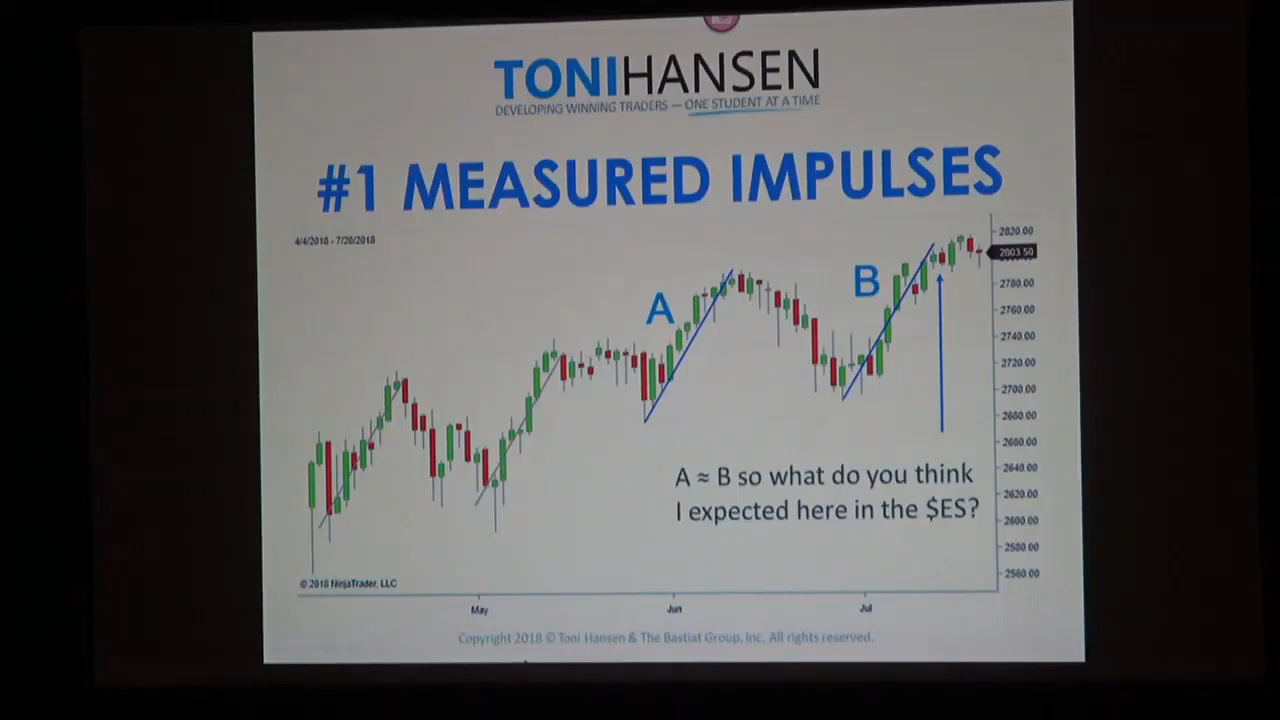 TONIHANSEN
DEVELOPING WINNING TRADERS — ONE STUDENT AT A TIME
#1 MEASURED IMPULSES
4/4/2018 - 7/20/2018
2820.00
2803.50
2780.00
2760.00
2740.00
2720.00
2700.00
2680.00
2660.00
2640.00
2620.00
2600.00
2580.00
2560.00
A
B
A ≈ B so what do you think
I expected here in the $ES?
© 2018 NinjaTrader, LLC
May
Jun
Jul
Copyright 2018 © Toni Hansen & The Bastiat Group, Inc. All rights reserved.